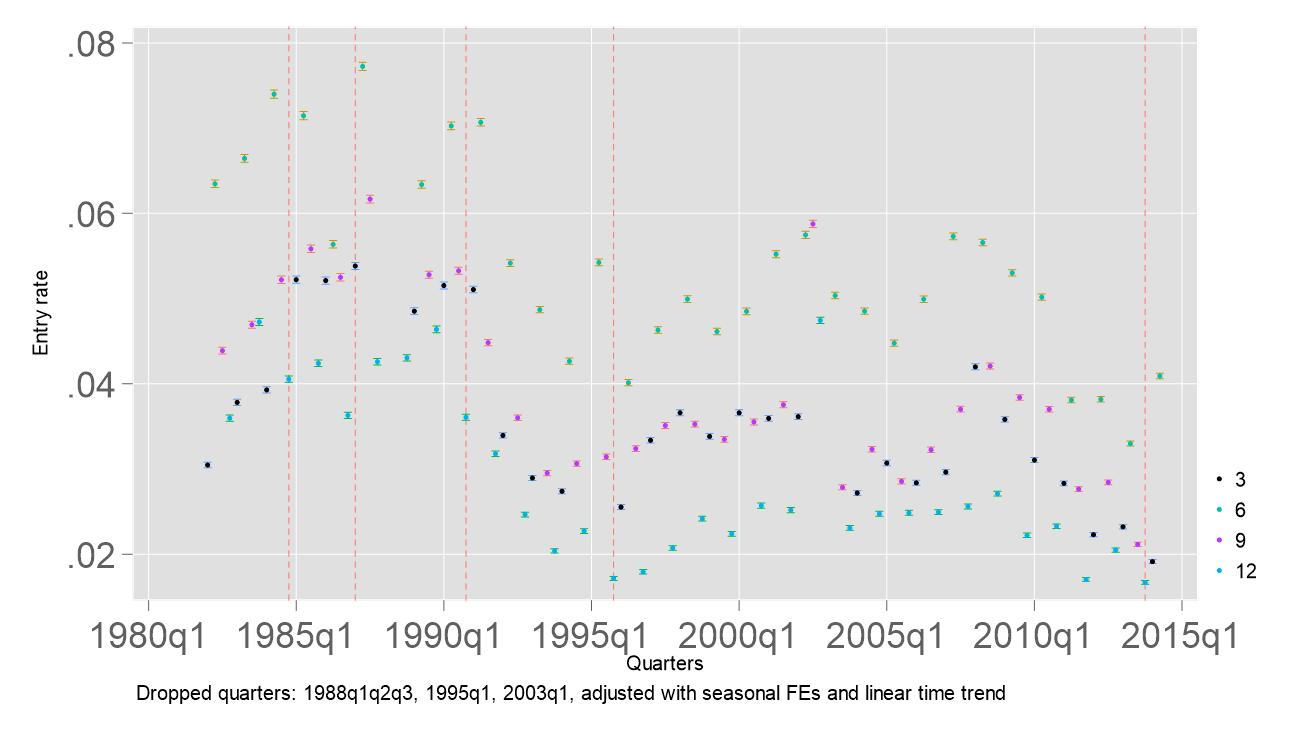 .08
.06
.04
.02
Entry rate
1980q1 1985q1 1990q1 1995q1 2000q1 2005q1 2010q1 2015q1
Quarters
3
6
9
12
Dropped quarters: 1988q1q2q3, 1995q1, 2003q1, adjusted with seasonal FEs and linear time trend